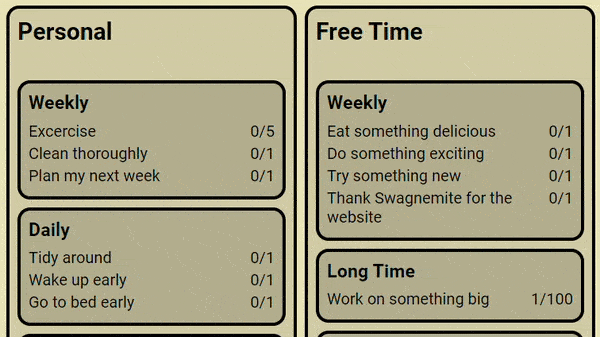 Personal
Weekly
Excercise 0/5
Clean thoroughly 0/1
Plan my next week 0/1
Daily
Tidy around 0/1
Wake up early 0/1
Go to bed early 0/1
Free Time
Weekly
Eat something delicious 0/1
Do something exciting 0/1
Try something new 0/1
Thank Swagnemite for the 0/1
website
Long Time
Work on something big 1/100